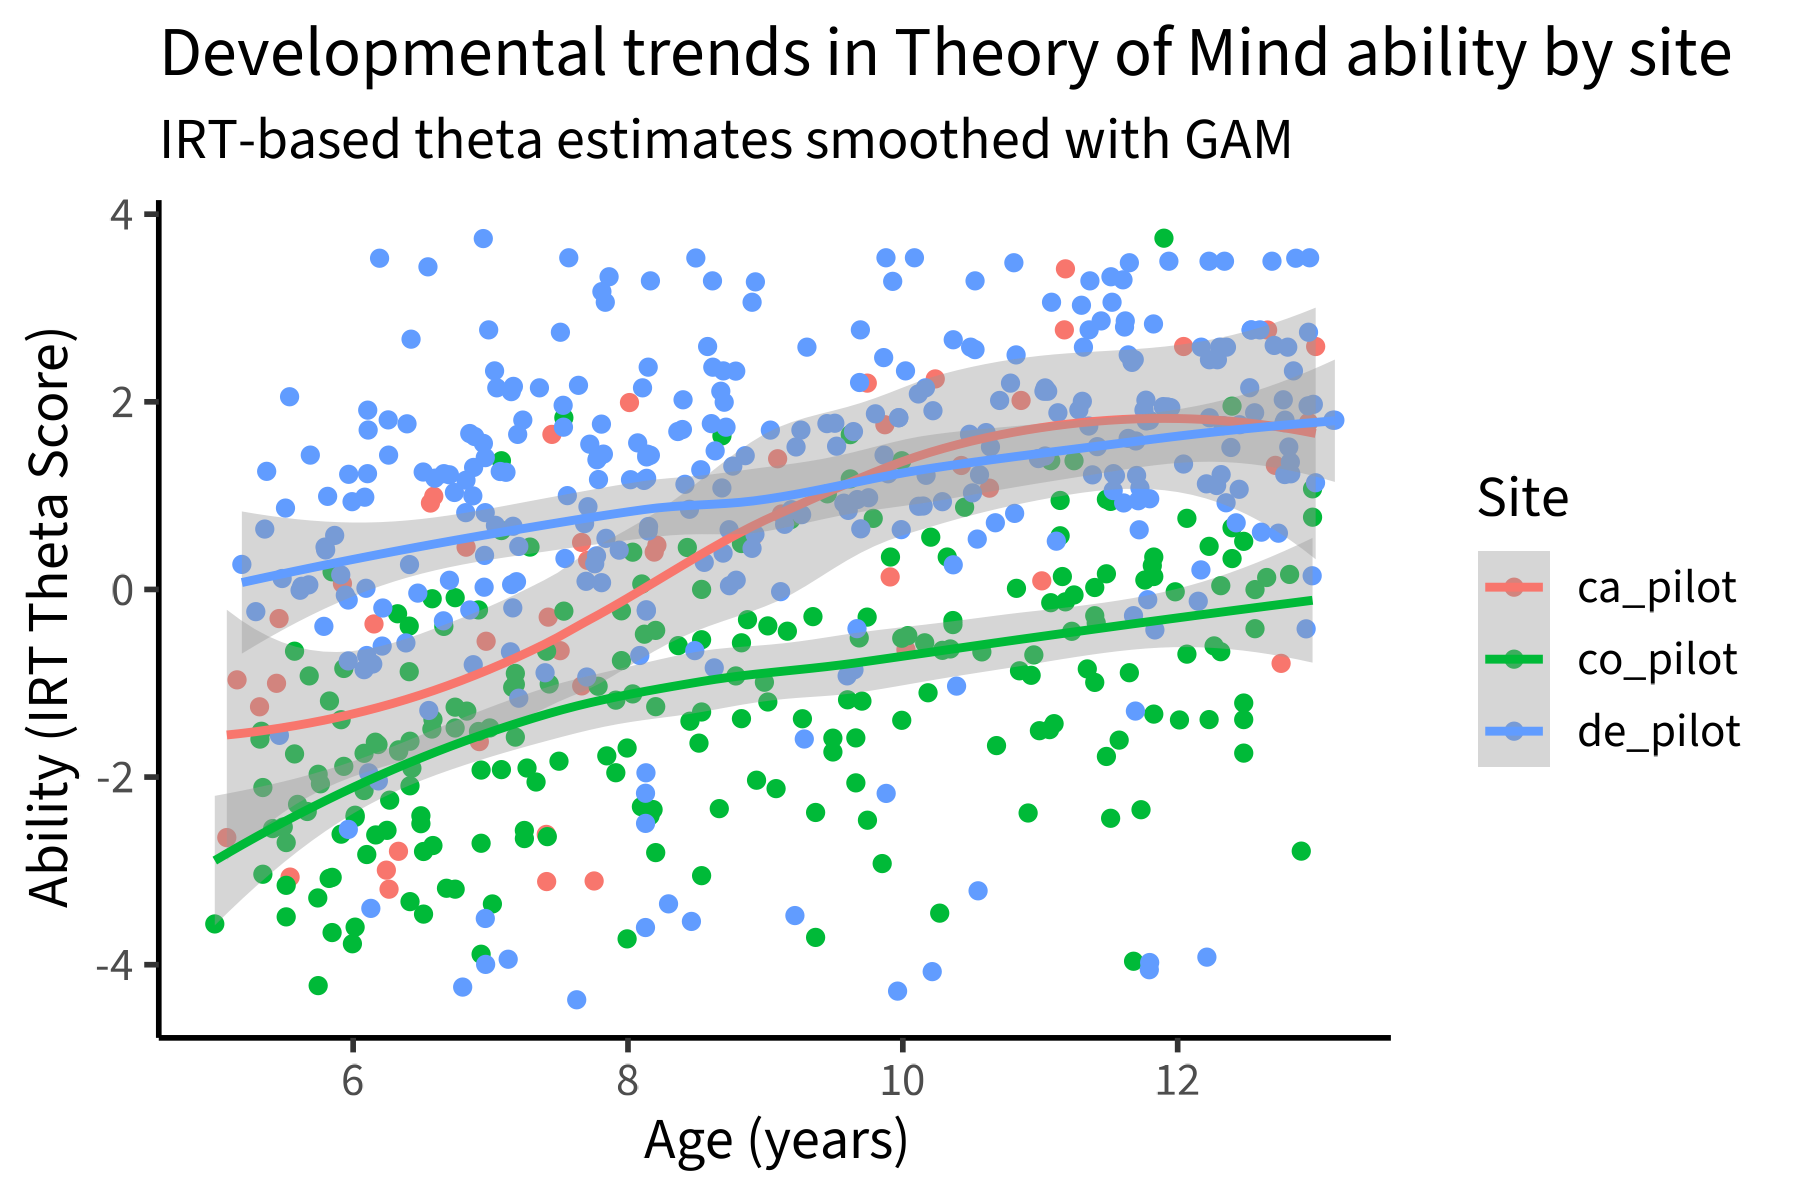 Developmental trends in Theory of Mind ability by site
IRT-based theta estimates smoothed with GAM
Ability (IRT Theta Score)
4
2
0
-2
-4
6 8 10 12
Age (years)
Site
ca_pilot
co_pilot
de_pilot